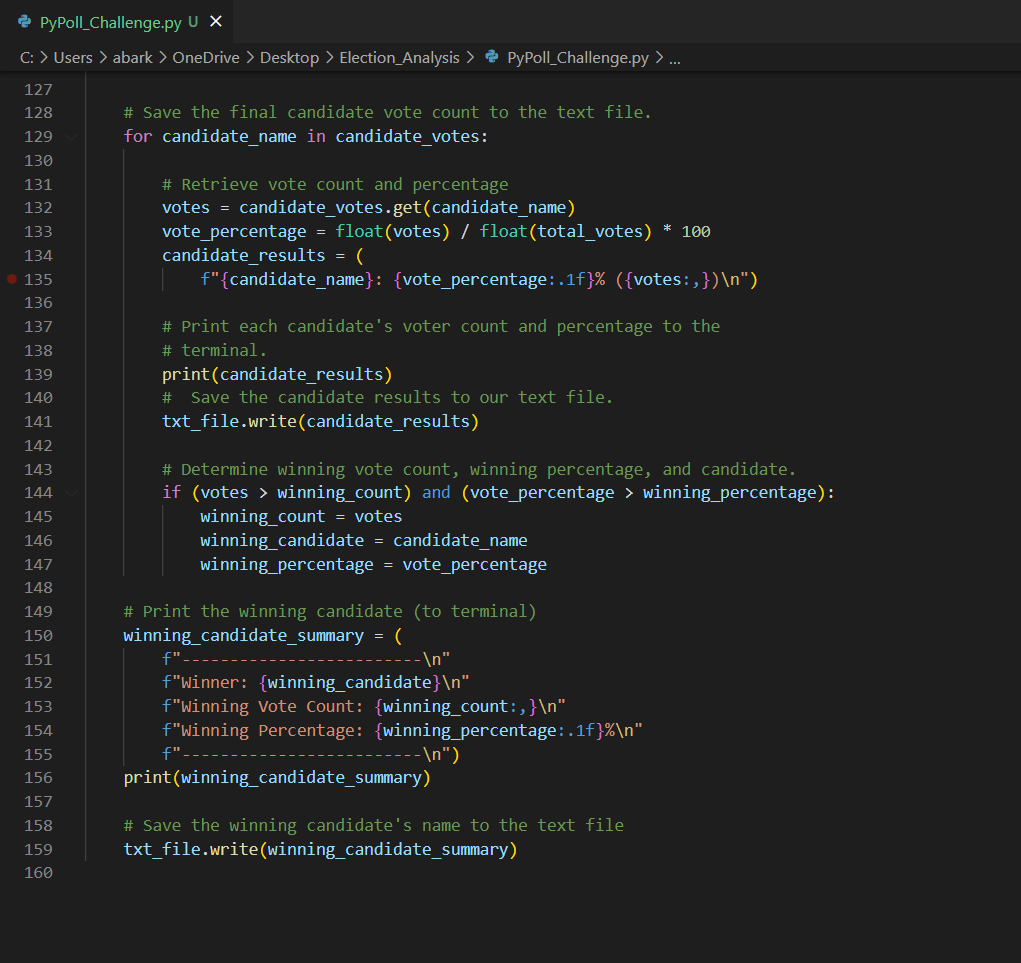 PyPoll_Challenge.py U ×
C: > Users > abark > OneDrive > Desktop > Election_Analysis > PyPoll_Challenge.py > ...
127
128 # Save the final candidate vote count to the text file.
129 for candidate_name in candidate_votes:
130
131 # Retrieve vote count and percentage
132 votes = candidate_votes.get(candidate_name)
133 vote_percentage = float(votes) / float(total_votes) * 100
134 candidate_results = (
135 f"{candidate_name}: {vote_percentage:.1f}% ({votes:,})\n")
136
137 # Print each candidate's voter count and percentage to the
138 # terminal.
139 print(candidate_results)
140 #  Save the candidate results to our text file.
141 txt_file.write(candidate_results)
142
143 # Determine winning vote count, winning percentage, and candidate.
144 if (votes > winning_count) and (vote_percentage > winning_percentage):
145 winning_count = votes
146 winning_candidate = candidate_name
147 winning_percentage = vote_percentage
148
149 # Print the winning candidate (to terminal)
150 winning_candidate_summary = (
151 f"-------------------------\n"
152 f"Winner: {winning_candidate}\n"
153 f"Winning Vote Count: {winning_count:,}\n"
154 f"Winning Percentage: {winning_percentage:.1f}%\n"
155 f"-------------------------\n")
156 print(winning_candidate_summary)
157
158 # Save the winning candidate's name to the text file
159 txt_file.write(winning_candidate_summary)
160